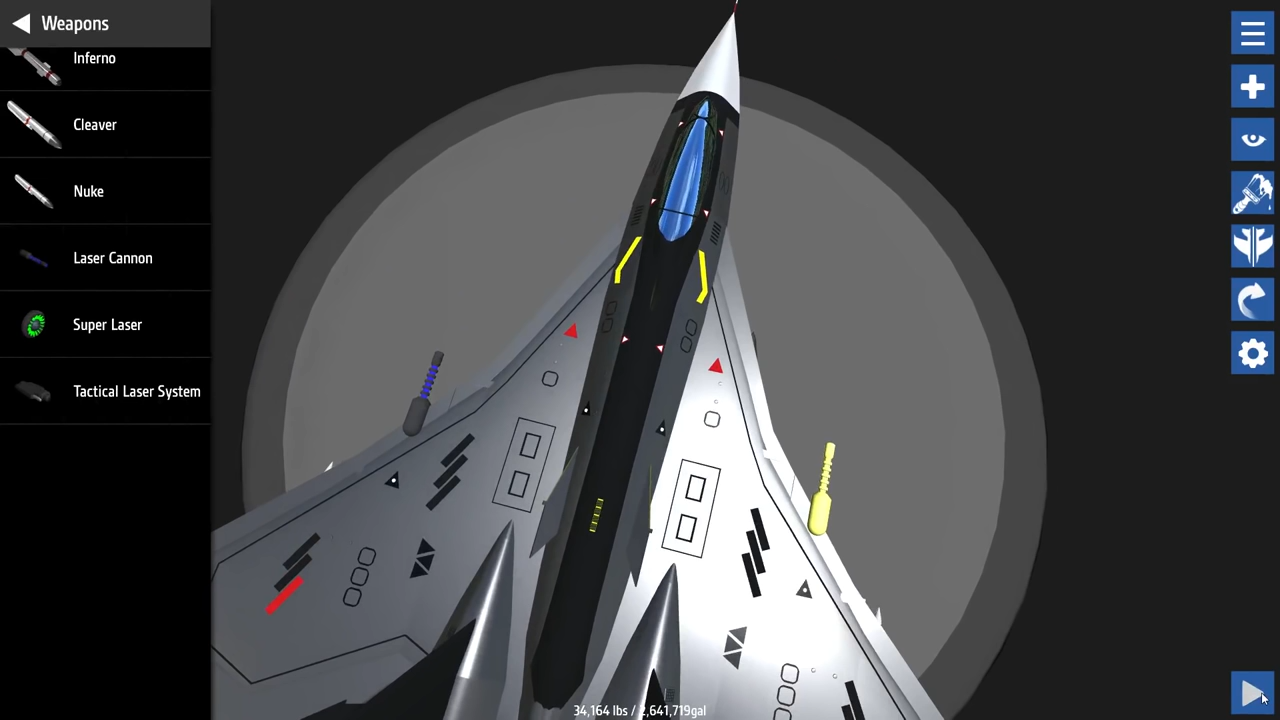 Weapons
Inferno
Cleaver
Nuke
Laser Cannon
Super Laser
Tactical Laser System
34,164 lbs / 2,641,719gal